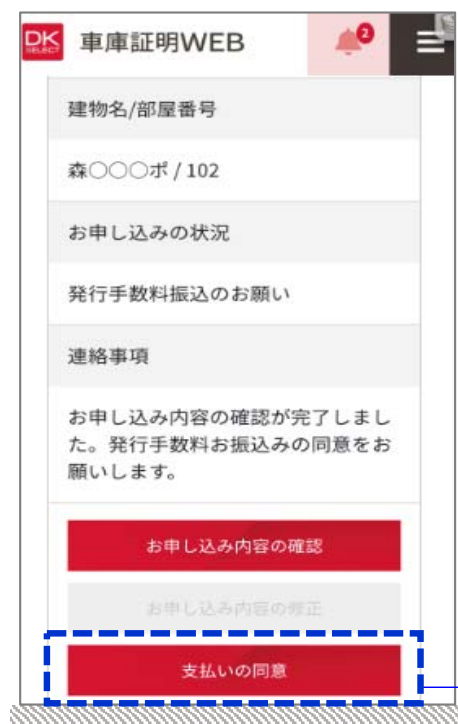 DK SELECT 車庫証明WEB 2
建物名/部屋番号
森○○○ポ / 102
お申し込みの状況
発行手数料振込のお願い
連絡事項
お申し込み内容の確認が完了しまし
た。発行手数料お振込みの同意をお
願いします。
お申し込み内容の確認
お申し込み内容の修正
支払いの同意